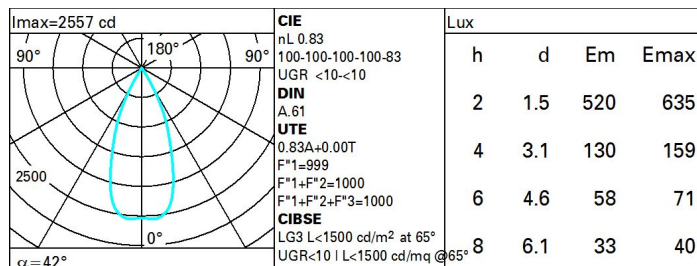 Imax=2557 cd
90°
180°
90°
2500
0°
α=42°
CIE
nL 0.83
100-100-100-100-83
UGR <10-<10
DIN
A.61
UTE
0.83A+0.00T
F"1=999
F"1+F"2=1000
F"1+F"2+F"3=1000
CIBSE
LG3 L<1500 cd/m² at 65°
UGR<10 | L<1500 cd/mq @65°
Lux
h d Em Emax
2 1.5 520 635
4 3.1 130 159
6 4.6 58 71
8 6.1 33 40